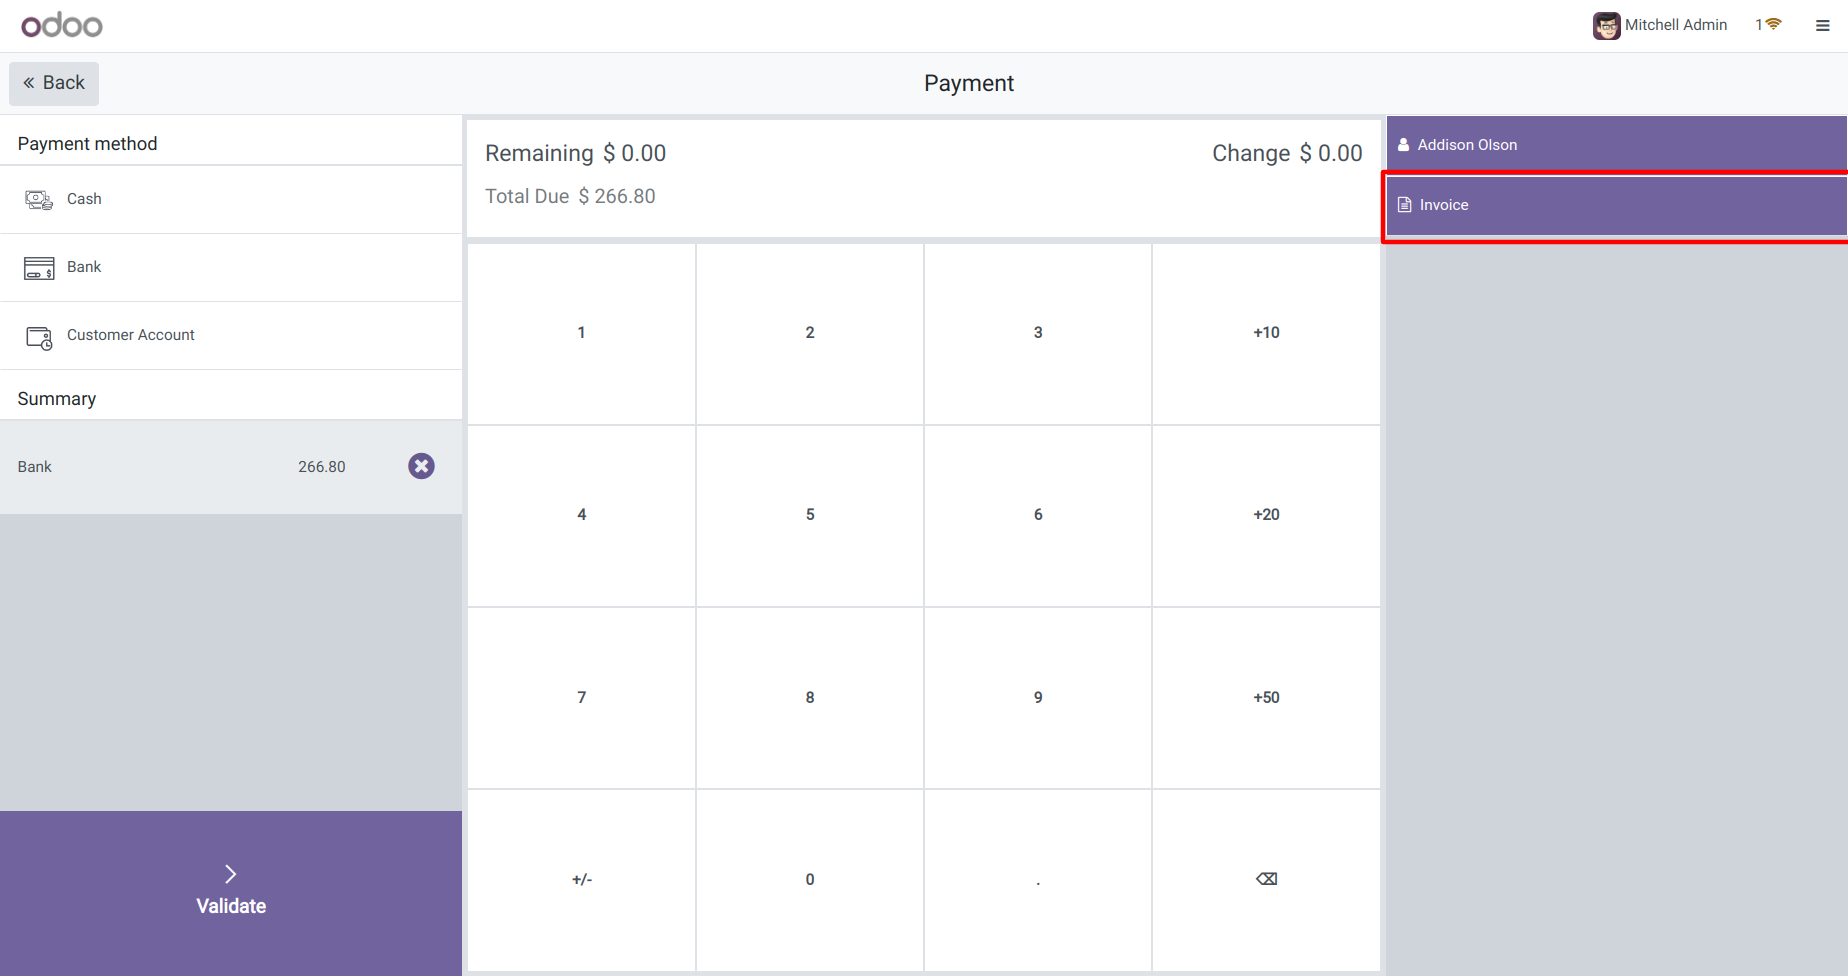 odoo
Mitchell Admin 1
« Back
Payment
Payment method
Cash
Bank
Customer Account
Summary
Bank 266.80
Validate
Remaining $ 0.00 Change $ 0.00
Total Due $ 266.80
1 2 3 +10
4 5 6 +20
7 8 9 +50
+/- 0 . ⌫
Addison Olson
Invoice